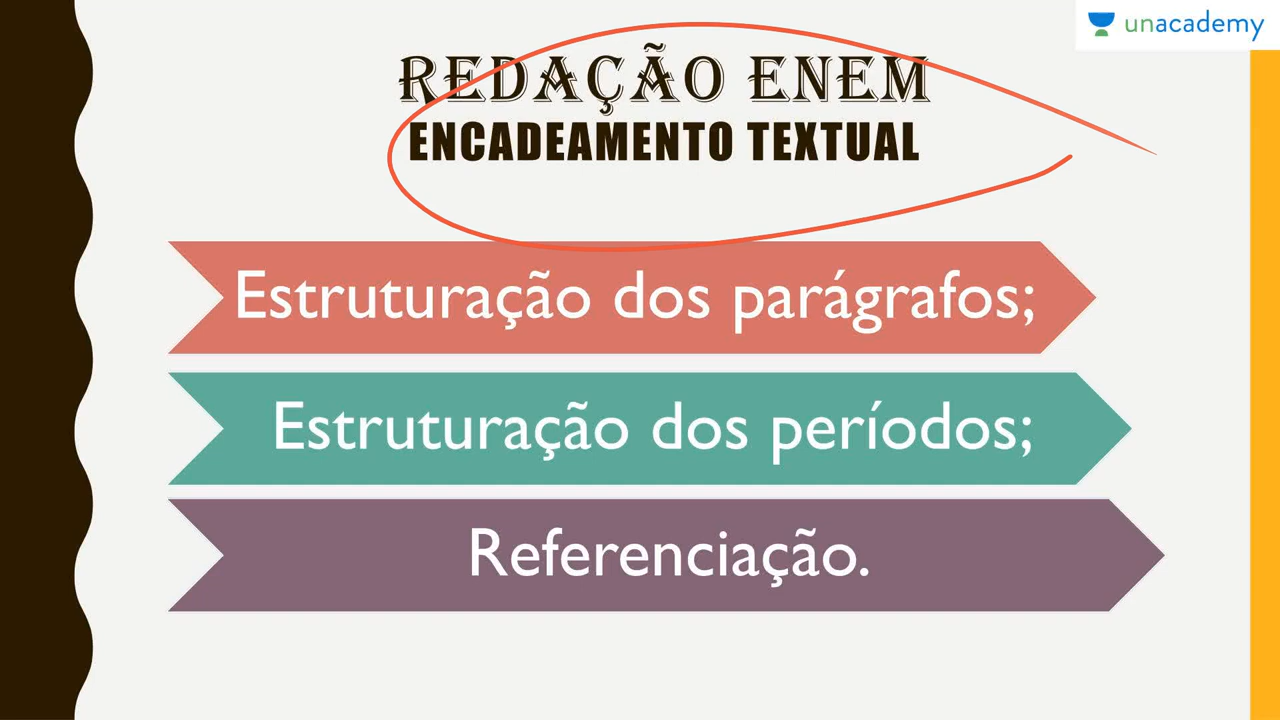 unacademy
REDAÇÃO ENEM
ENCADEAMENTO TEXTUAL
Estruturação dos parágrafos;
Estruturação dos períodos;
Referenciação.